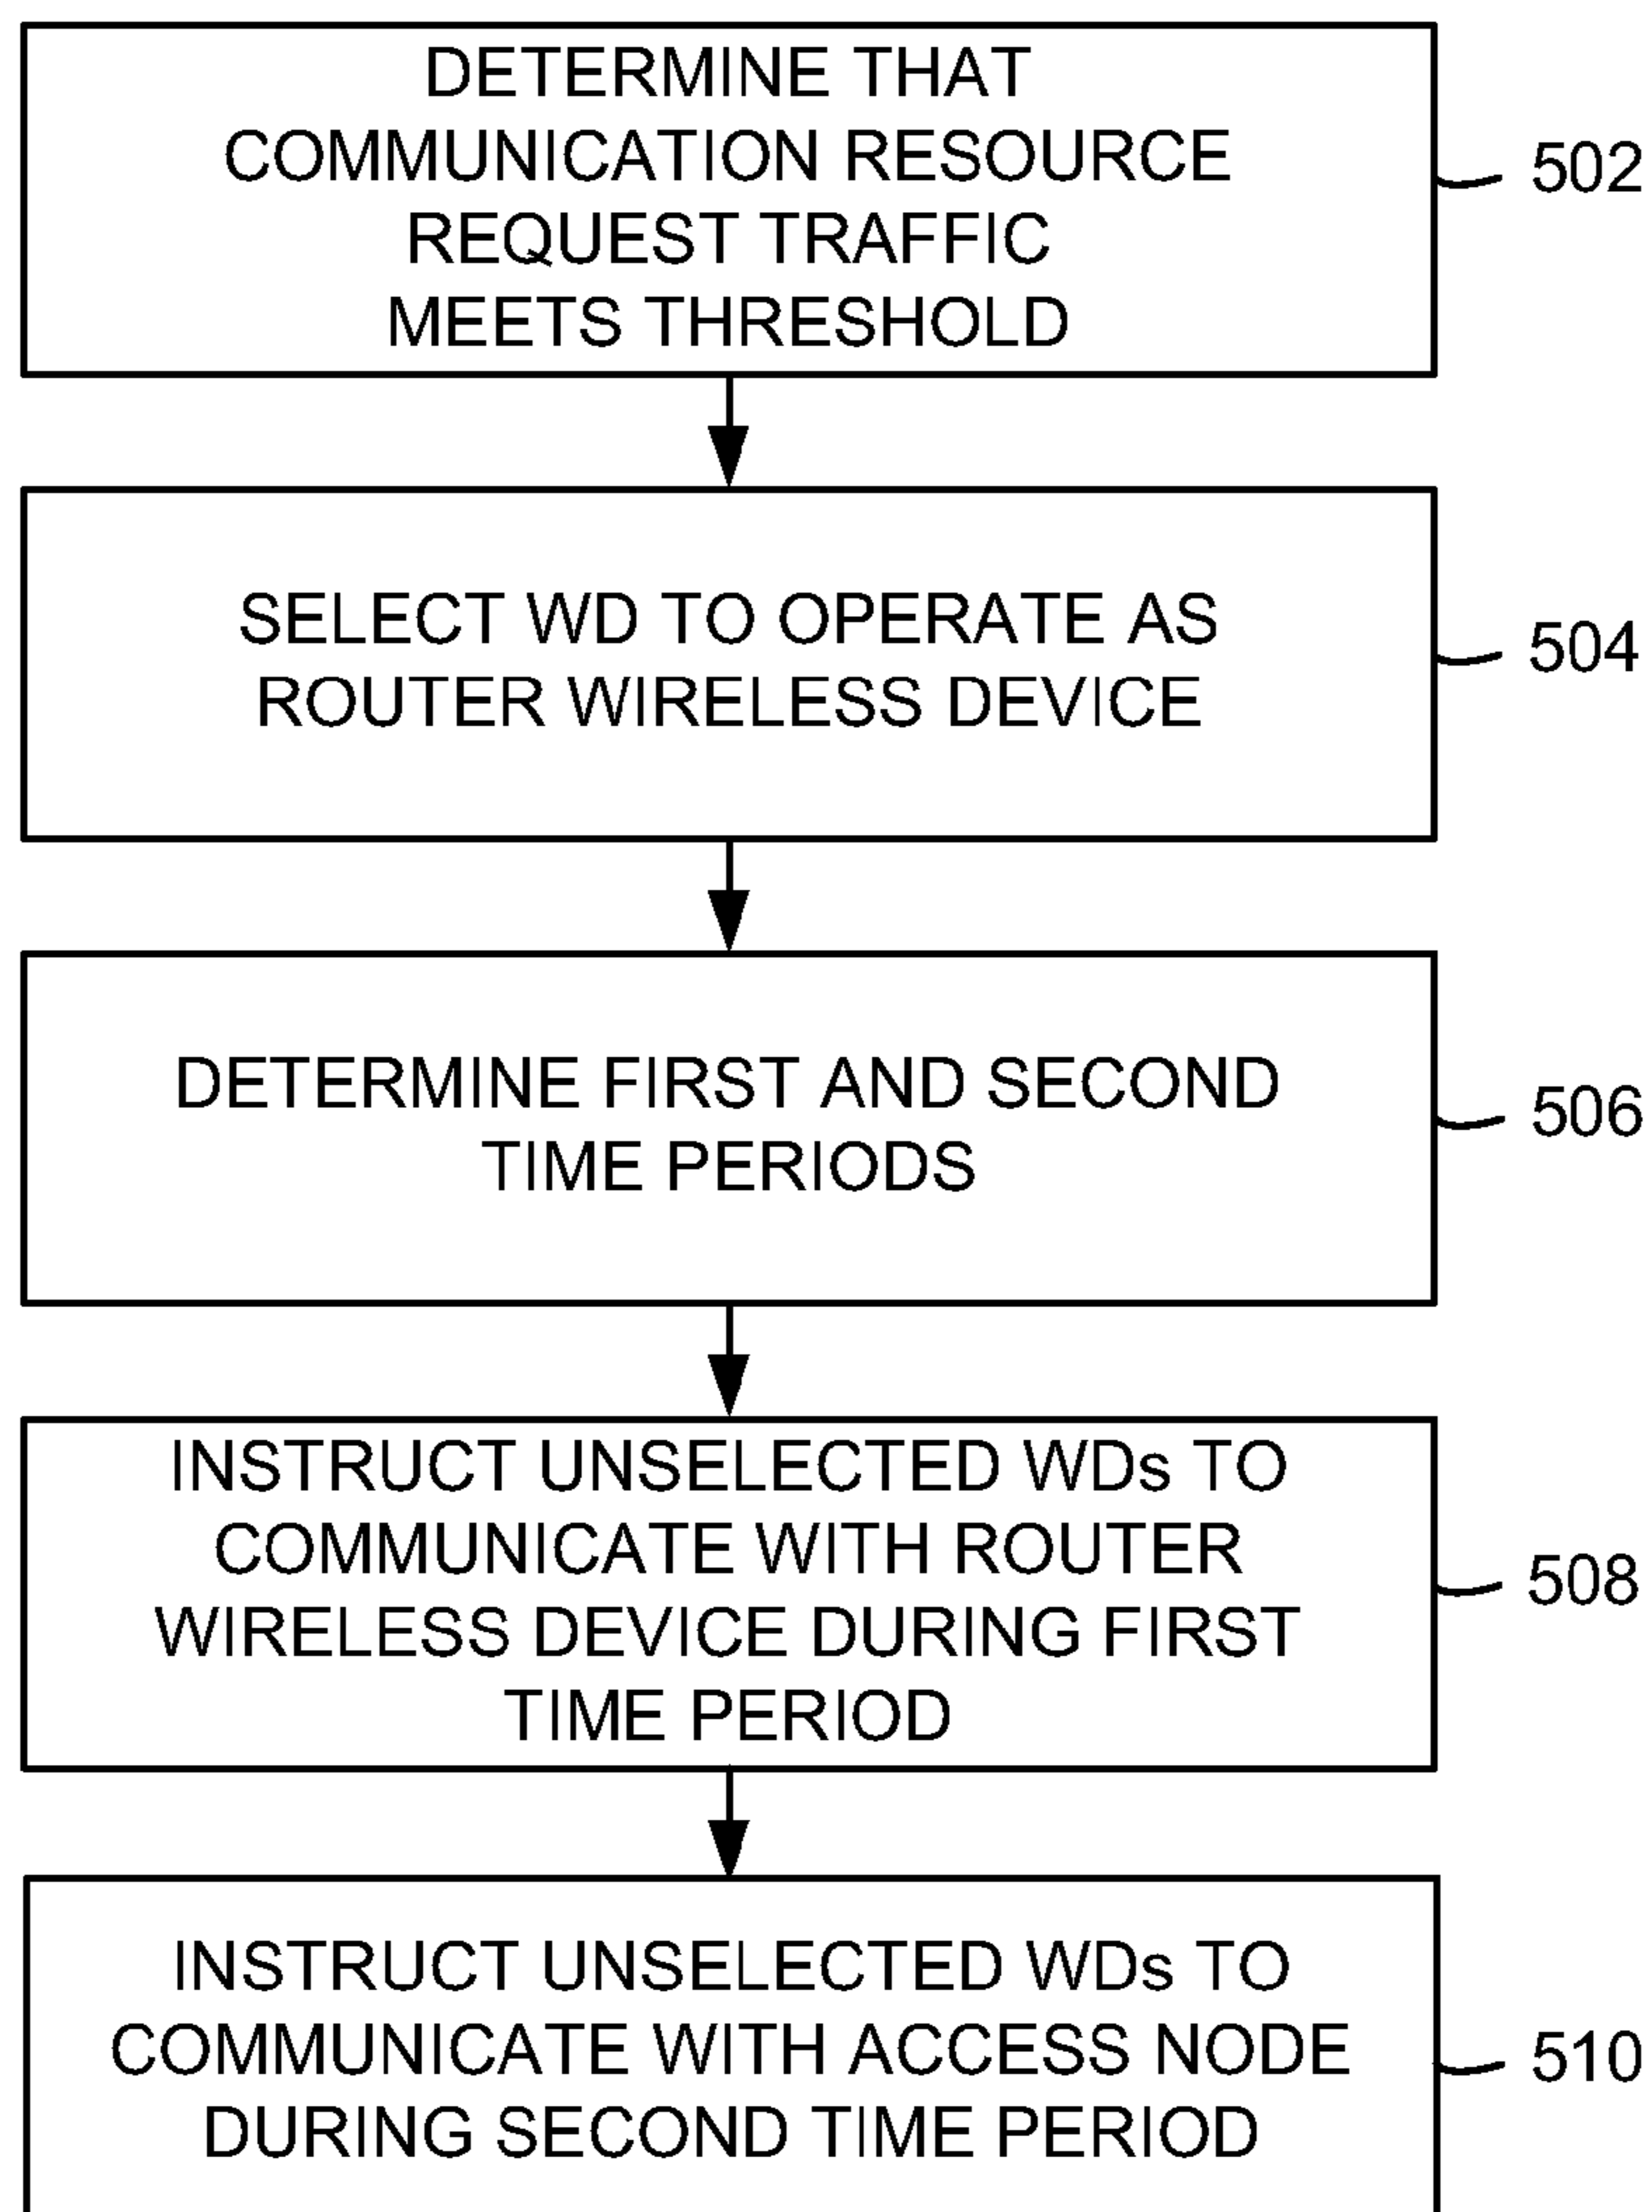 DETERMINE THAT
COMMUNICATION RESOURCE
REQUEST TRAFFIC
MEETS THRESHOLD
502
SELECT WD TO OPERATE AS
ROUTER WIRELESS DEVICE
504
DETERMINE FIRST AND SECOND
TIME PERIODS
506
INSTRUCT UNSELECTED WDs TO
COMMUNICATE WITH ROUTER
WIRELESS DEVICE DURING FIRST
TIME PERIOD
508
INSTRUCT UNSELECTED WDs TO
COMMUNICATE WITH ACCESS NODE
DURING SECOND TIME PERIOD
510